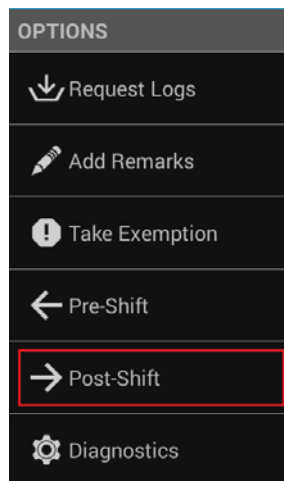 OPTIONS
Request Logs
Add Remarks
Take Exemption
Pre-Shift
Post-Shift
Diagnostics